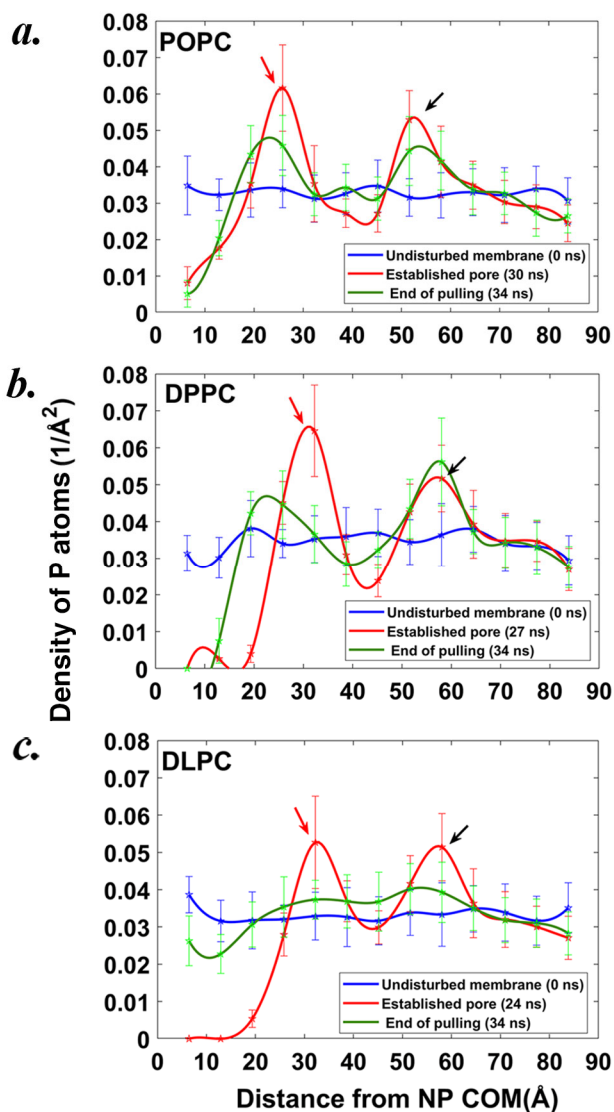 a.
POPC
0.08
0.07
0.06
0.05
0.04
0.03
0.02
0.01
0
Undisturbed membrane (0 ns)
Established pore (30 ns)
End of pulling (34 ns)
0 10 20 30 40 50 60 70 80 90
b.
DPPC
0.08
0.07
0.06
0.05
0.04
0.03
0.02
0.01
0
Undisturbed membrane (0 ns)
Established pore (27 ns)
End of pulling (34 ns)
0 10 20 30 40 50 60 70 80 90
Density of P atoms (1/Å²)
c.
DLPC
0.08
0.07
0.06
0.05
0.04
0.03
0.02
0.01
0
Undisturbed membrane (0 ns)
Established pore (24 ns)
End of pulling (34 ns)
0 10 20 30 40 50 60 70 80 90
Distance from NP COM(Å)